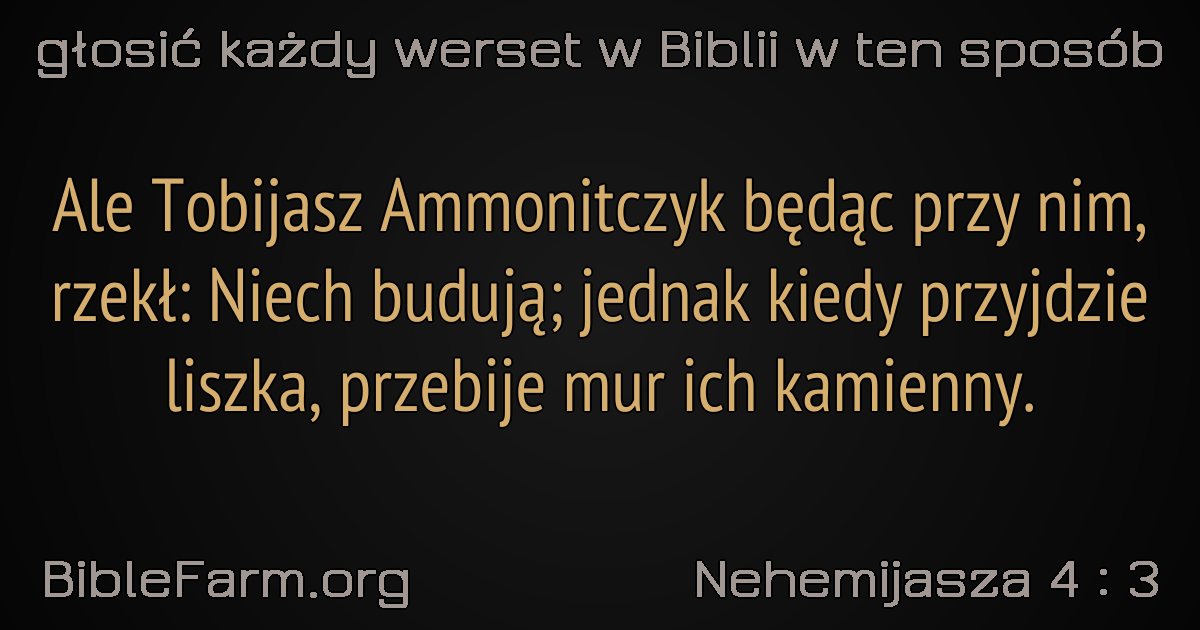 głosić każdy werset w Biblii w ten sposób
Ale Tobijasz Ammonitczyk będąc przy nim,
rzekł: Niech budują; jednak kiedy przyjdzie
liszka, przebije mur ich kamienny.
BibleFarm.org
Nehemijasza 4 : 3